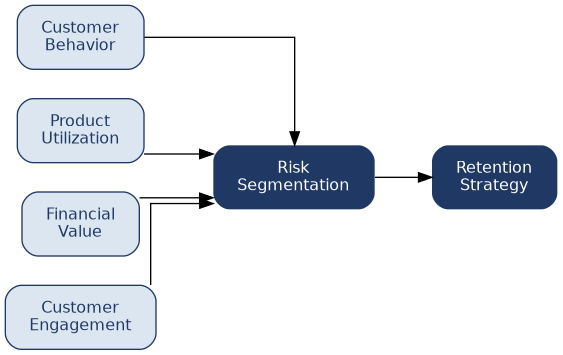 Customer
Behavior
Product
Utilization
Financial
Value
Customer
Engagement
Risk
Segmentation
Retention
Strategy